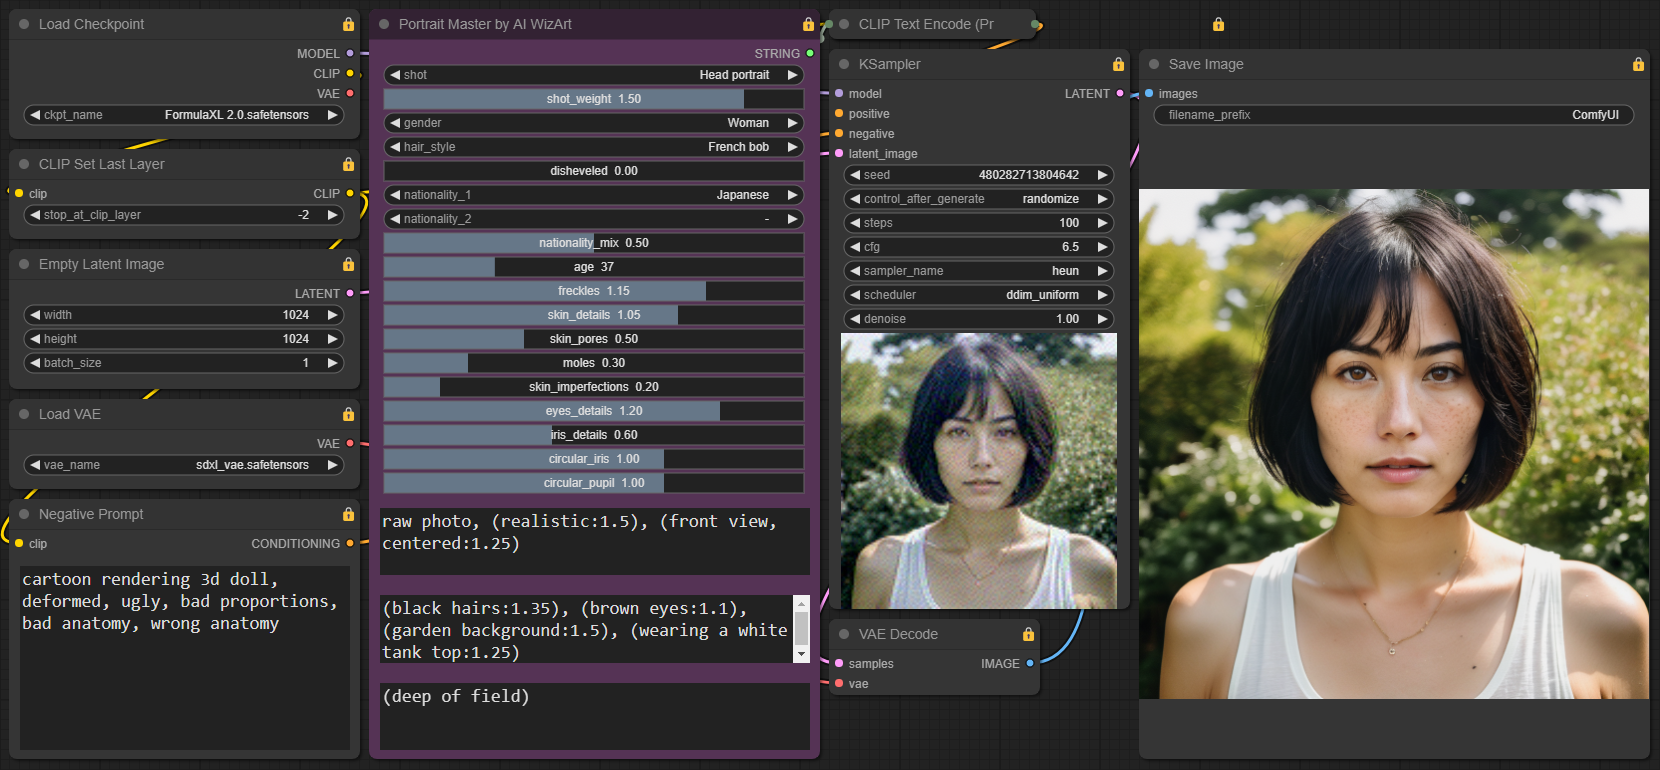 Load Checkpoint
MODEL
CLIP
VAE
ckpt_name FormulaXL 2.0.safetensors
CLIP Set Last Layer
clip CLIP
stop_at_clip_layer -2
Empty Latent Image
LATENT
width 1024
height 1024
batch_size 1
Load VAE
VAE
vae_name sdxl_vae.safetensors
Negative Prompt
clip CONDITIONING
cartoon rendering 3d doll,
deformed, ugly, bad proportions,
bad anatomy, wrong anatomy
Portrait Master by AI WizArt
STRING
shot Head portrait
shot_weight 1.50
gender Woman
hair_style French bob
disheveled 0.00
nationality_1 Japanese
nationality_2 -
nationality_mix 0.50
age 37
freckles 1.15
skin_details 1.05
skin_pores 0.50
moles 0.30
skin_imperfections 0.20
eyes_details 1.20
iris_details 0.60
circular_iris 1.00
circular_pupil 1.00
raw photo, (realistic:1.5), (front view,
centered:1.25)
(black hairs:1.35), (brown eyes:1.1),
(garden background:1.5), (wearing a white
tank top:1.25)
(deep of field)
CLIP Text Encode (Pr
KSampler
model LATENT
positive
negative
latent_image
seed 480282713804642
control_after_generate randomize
steps 100
cfg 6.5
sampler_name heun
scheduler ddim_uniform
denoise 1.00
VAE Decode
samples IMAGE
vae
Save Image
images
filename_prefix ComfyUI